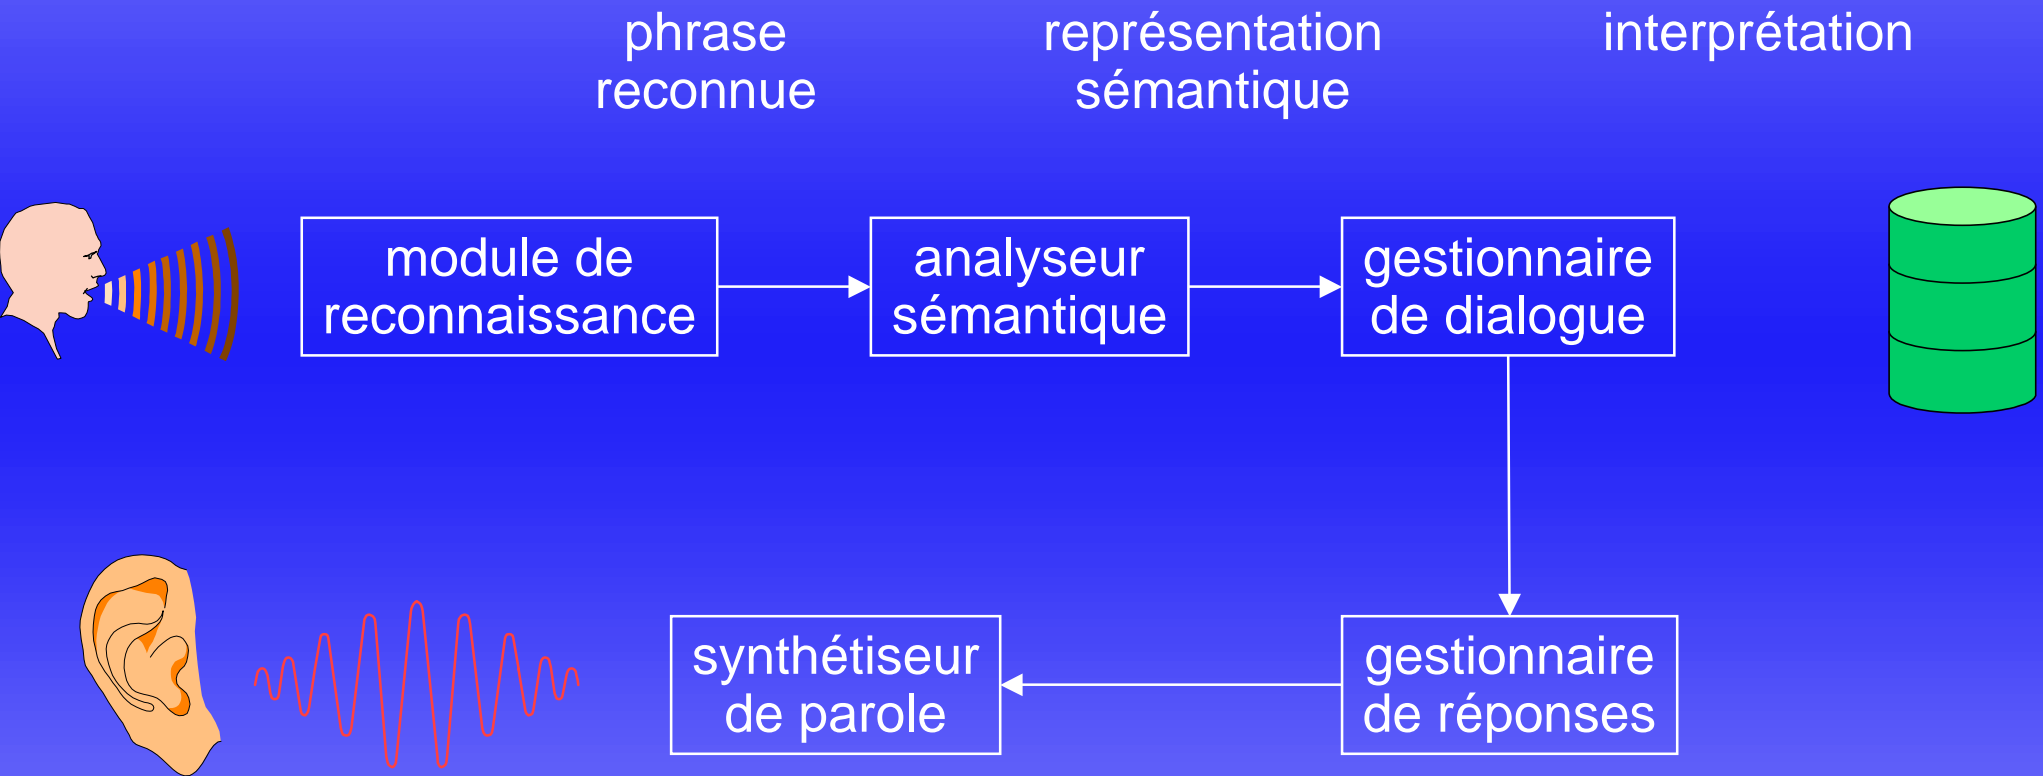 phrase
reconnue
représentation
sémantique
interprétation
module de
reconnaissance
analyseur
sémantique
gestionnaire
de dialogue
synthétiseur
de parole
gestionnaire
de réponses